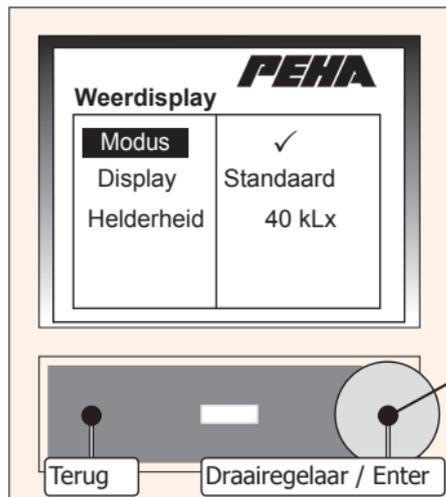 PEHA
Weerdisplay
Modus ✓
Display Standaard
Helderheid 40 kLx
Terug Draairegelaar / Enter